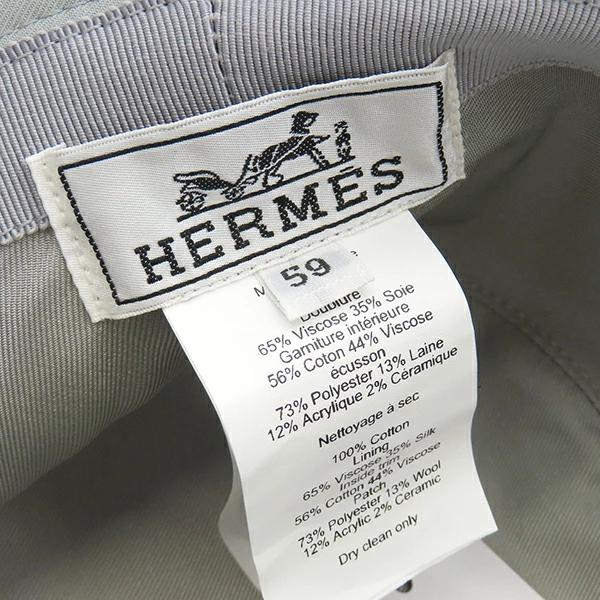 HERMÈS
59
Doublure
65% Viscose 35% Soie
Garniture intérieure
56% Coton 44% Viscose
écusson
73% Polyester 13% Laine
12% Acrylique 2% Céramique
Nettoyage à sec
100% Cotton
Lining
65% Viscose 35% Silk
Inside trim
56% Cotton 44% Viscose
Patch
73% Polyester 13% Wool
12% Acrylic 2% Ceramic
Dry clean only